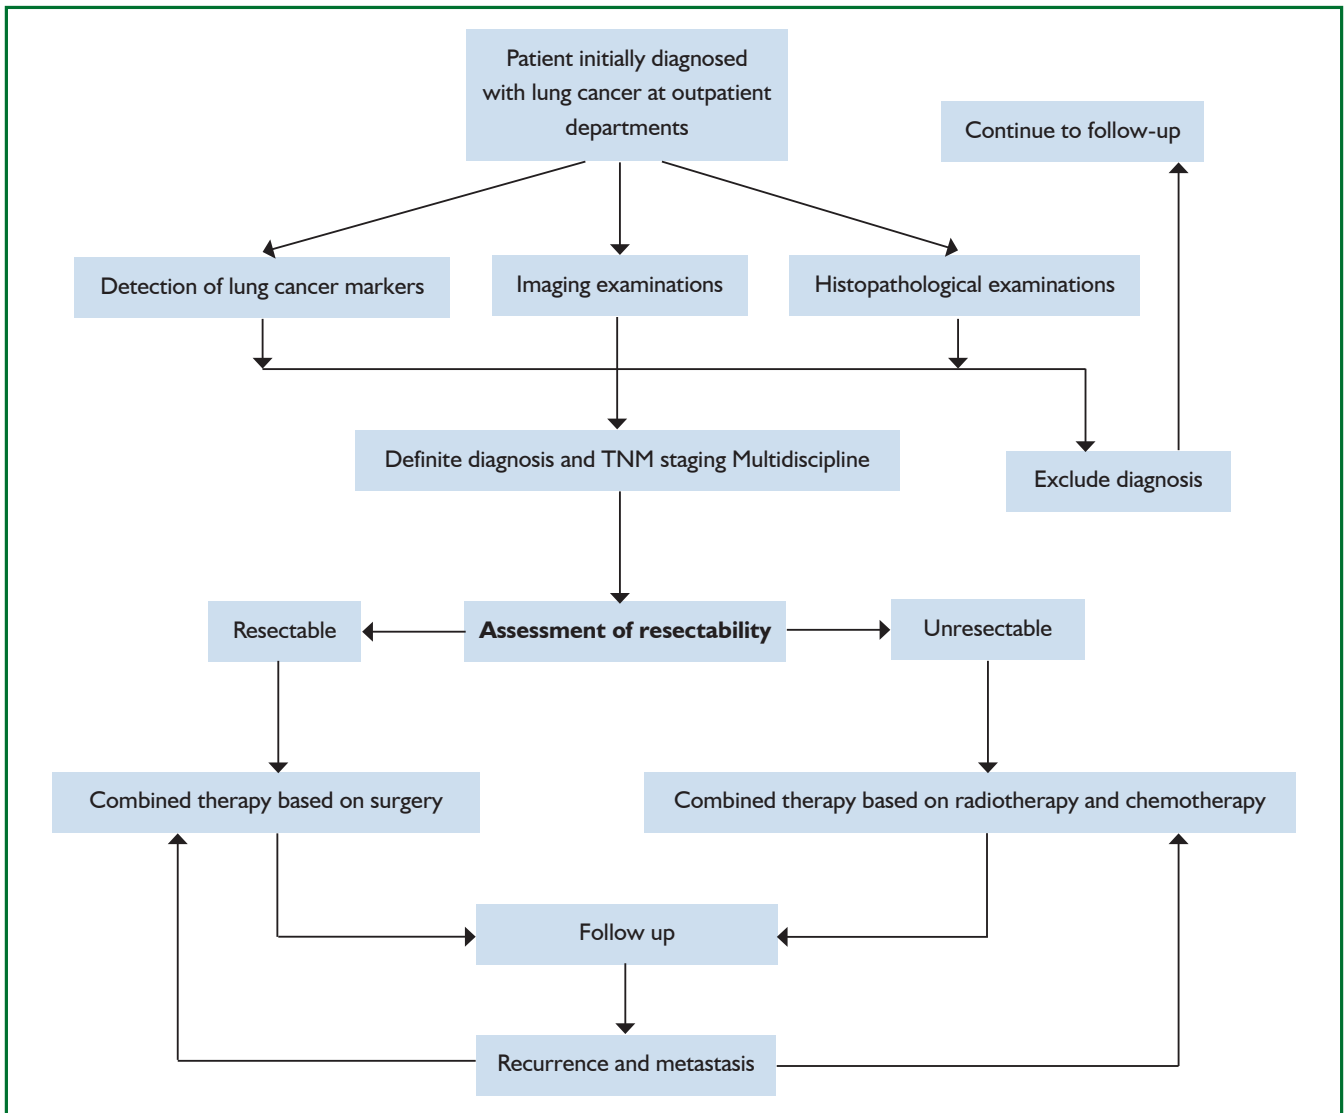 Patient initially diagnosed
with lung cancer at outpatient
departments
Continue to follow-up
Detection of lung cancer markers
Imaging examinations
Histopathological examinations
Definite diagnosis and TNM staging Multidiscipline
Exclude diagnosis
Resectable
Assessment of resectability
Unresectable
Combined therapy based on surgery
Combined therapy based on radiotherapy and chemotherapy
Follow up
Recurrence and metastasis